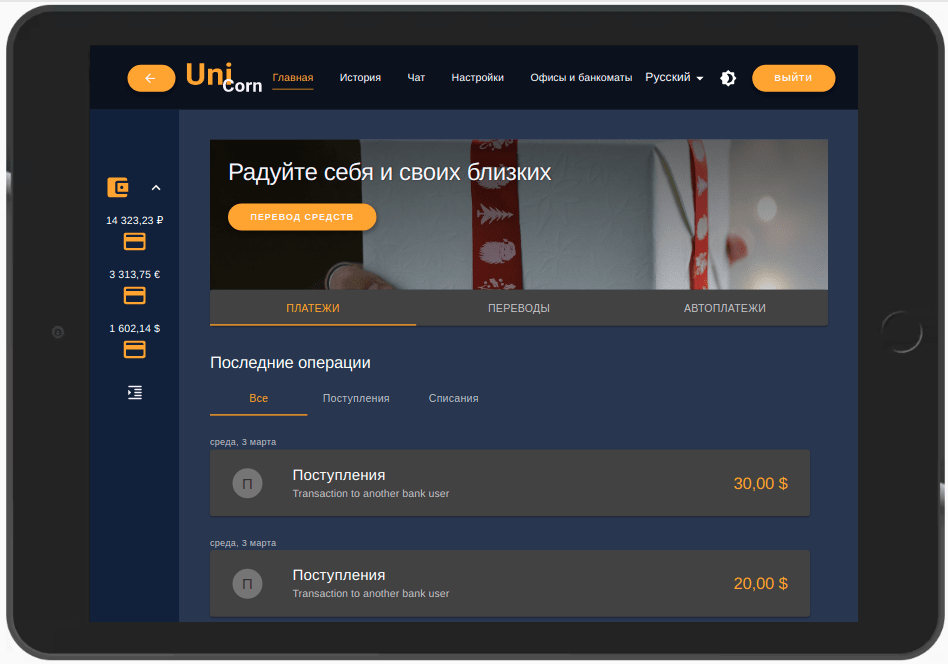 UniCorn
Главная История Чат Настройки Офисы и банкоматы Русский ВЫЙТИ
14 323,23 ₽
3 313,75 €
1 602,14 $
Радуйте себя и своих близких
ПЕРЕВОД СРЕДСТВ
ПЛАТЕЖИ ПЕРЕВОДЫ АВТОПЛАТЕЖИ
Последние операции
Все Поступления Списания
среда, 3 марта
П Поступления 30,00 $
Transaction to another bank user
среда, 3 марта
П Поступления 20,00 $
Transaction to another bank user